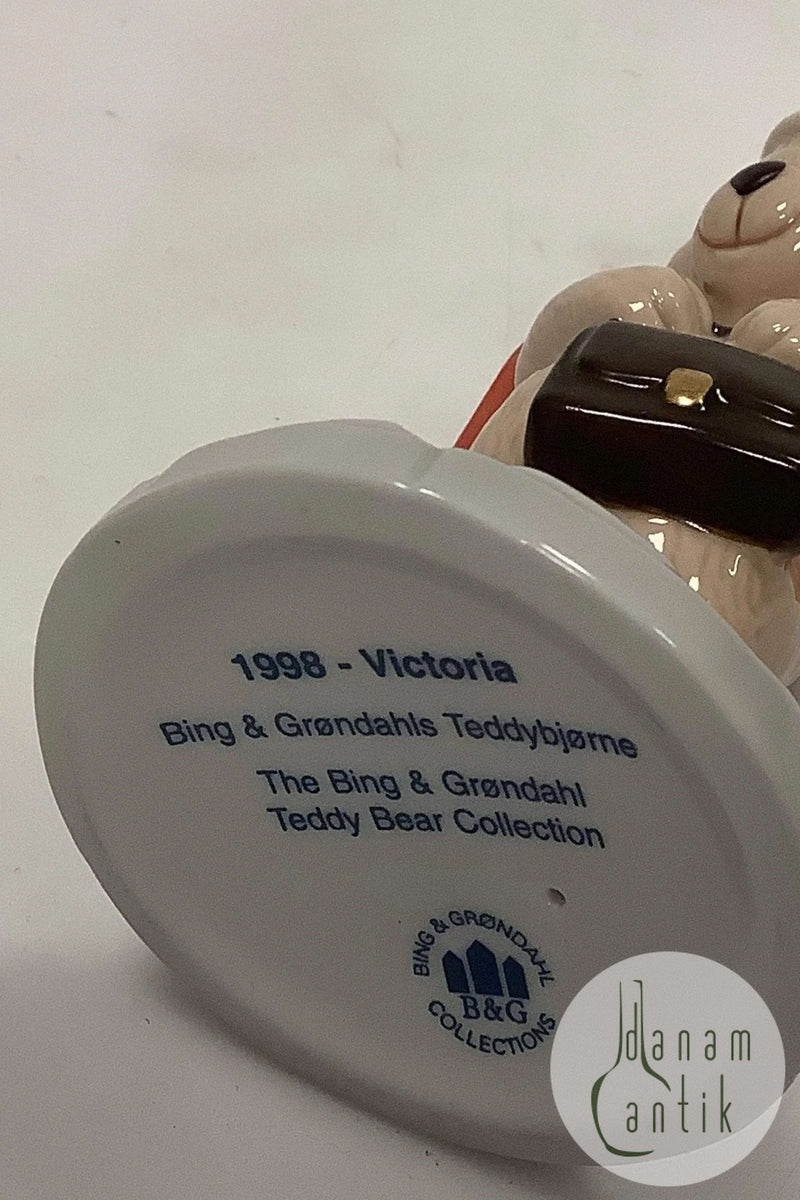 1998 - Victoria
Bing & Grøndahls Teddybjørne
The Bing & Grøndahl
Teddy Bear Collection
BING & GRØNDAHL
B&G
COLLECTIONS
danam
antik